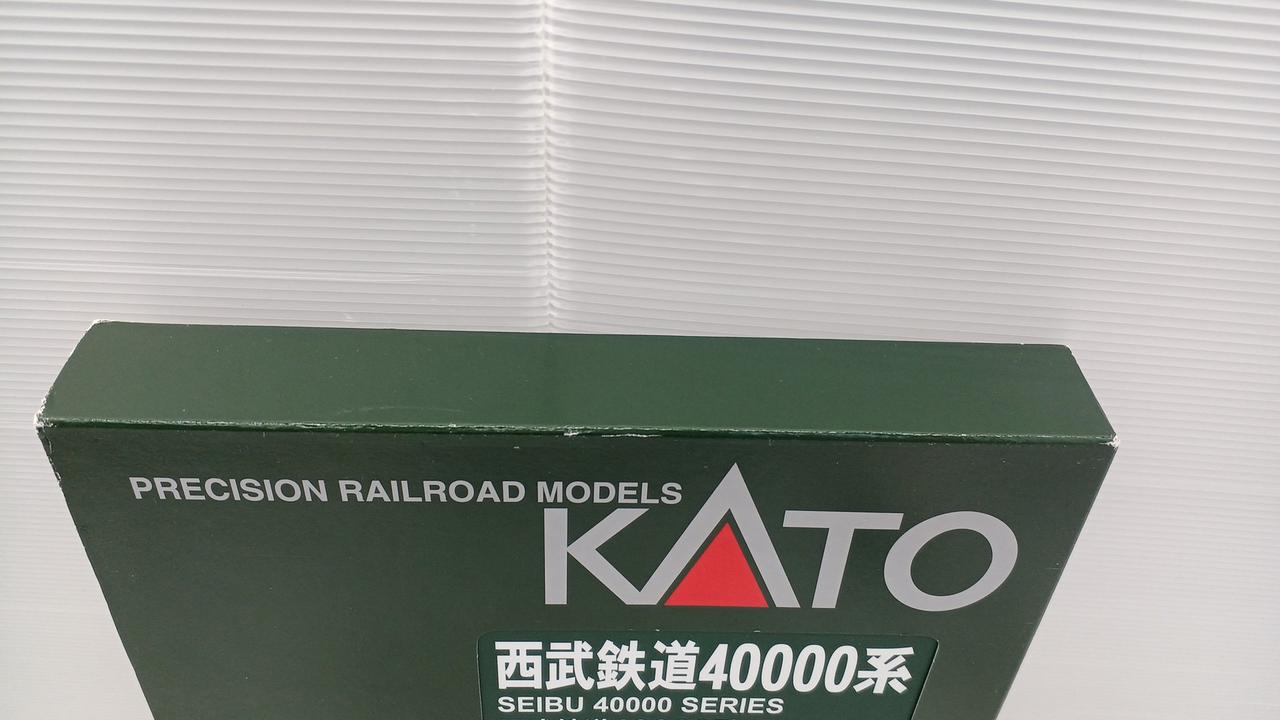 PRECISION RAILROAD MODELS
KATO
西武鉄道40000系
SEIBU 40000 SERIES